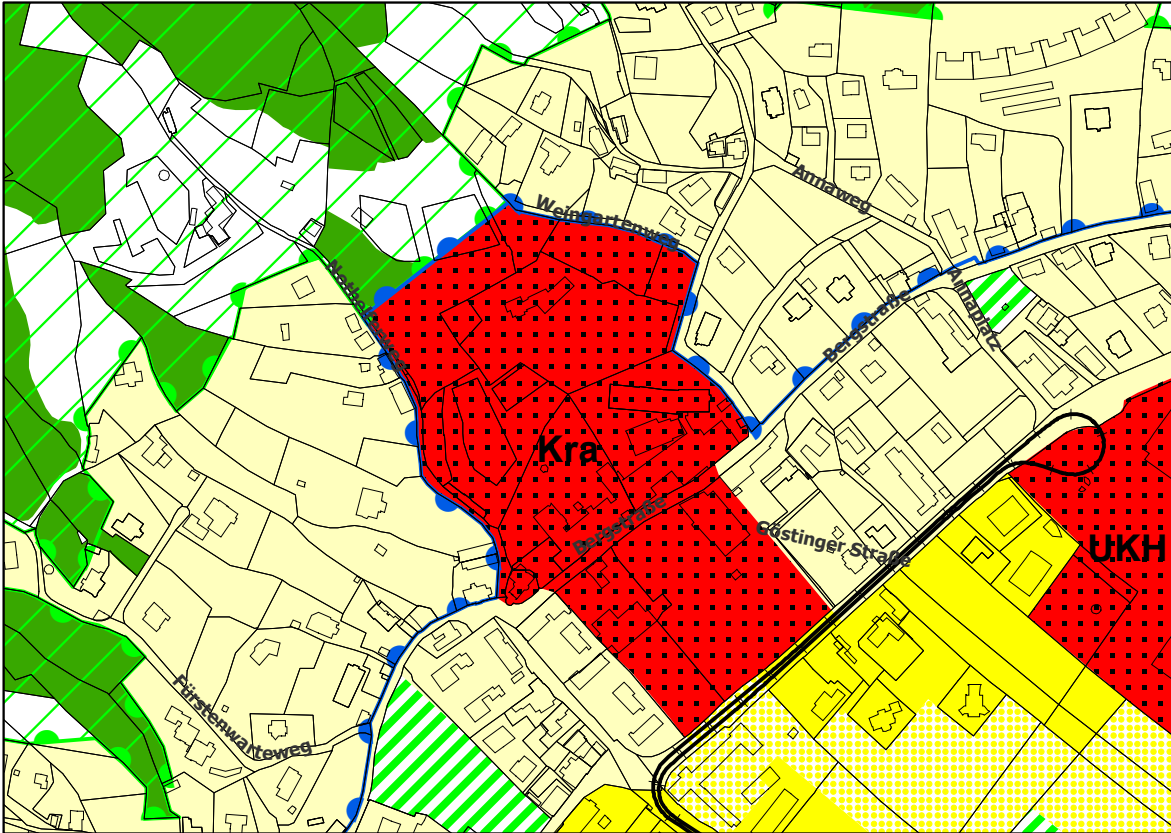 Weingartenweg
Annaweg
Annaplatz
Bergstraße
Kra
Bergstraße
Göstinger Straße
UKH
Fürstenwarteweg